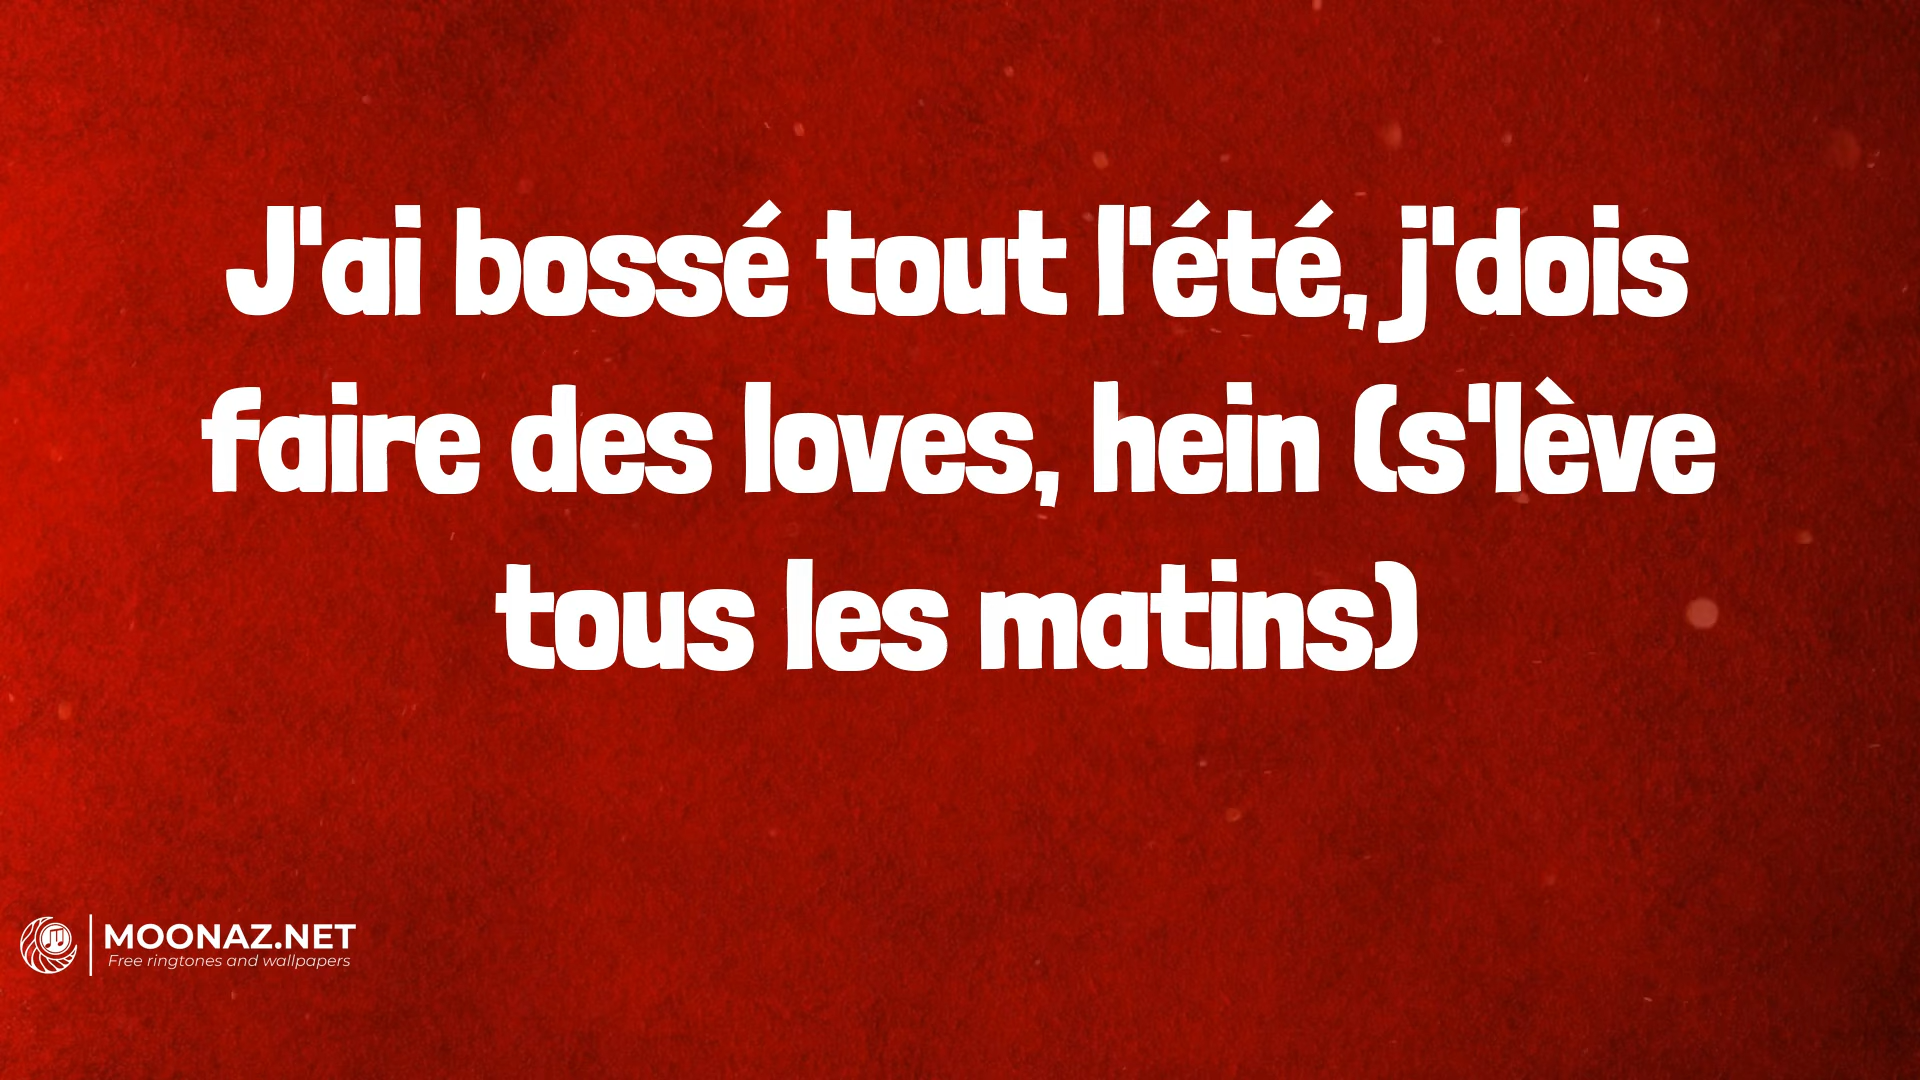 J'ai bossé tout l'été, j'dois
faire des loves, hein (s'lève
tous les matins)
MOONAZ.NET
Free ringtones and wallpapers